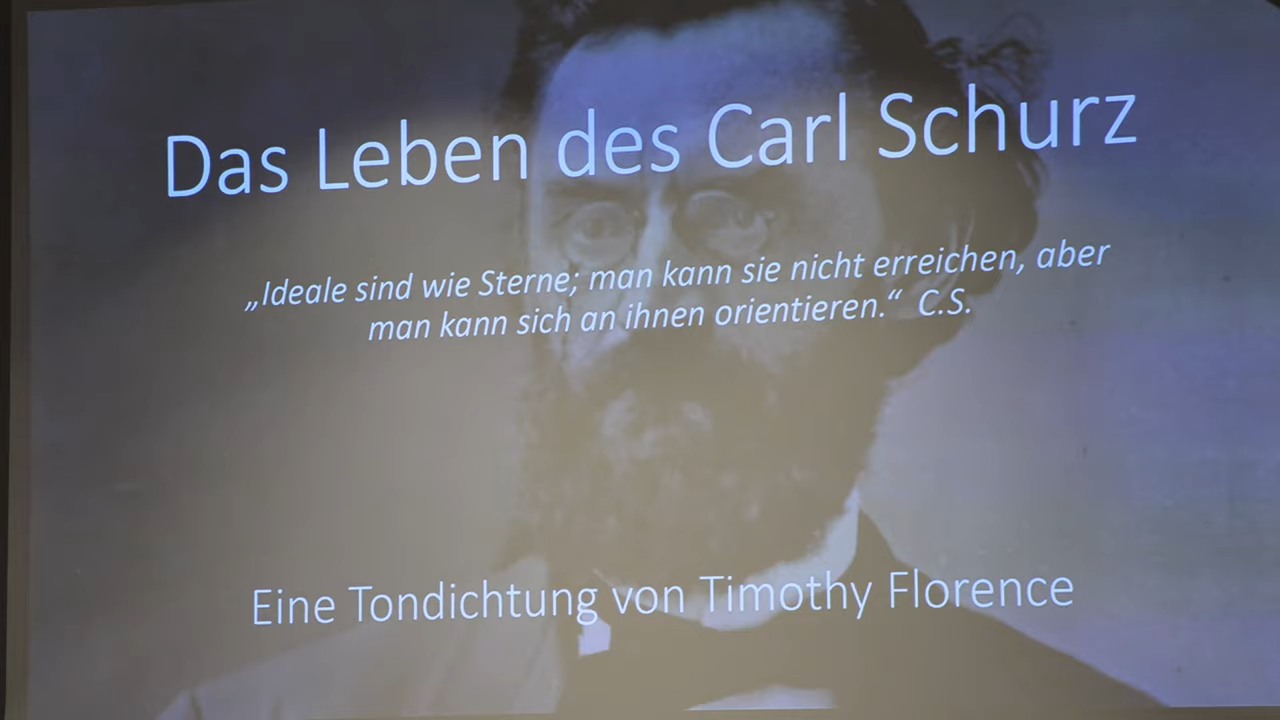 Das Leben des Carl Schurz
„Ideale sind wie Sterne; man kann sie nicht erreichen, aber
man kann sich an ihnen orientieren.“ C.S.
Eine Tondichtung von Timothy Florence